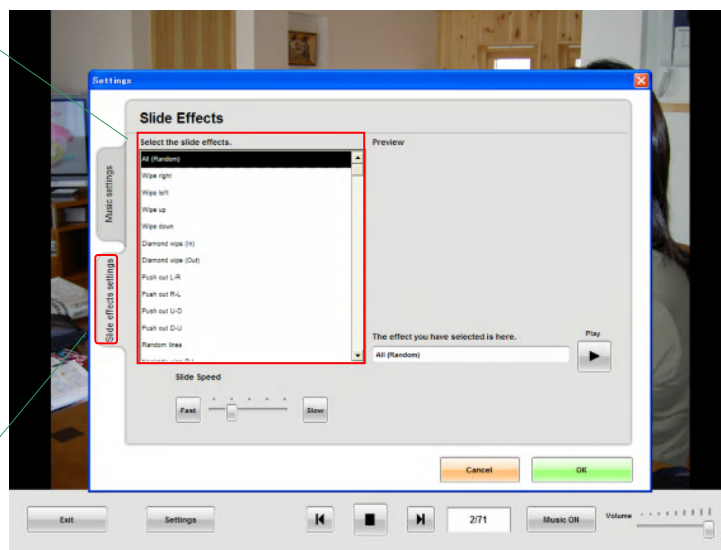 Settings
Slide Effects
Select the slide effects.
Preview
All (Random)
Wipe right
Wipe left
Wipe up
Wipe down
Diamond wipe (In)
Diamond wipe (Out)
Push out L-R
Push out R-L
Push out U-D
Push out D-U
Random lines
Music settings
Slide effects settings
The effect you have selected is here.
Play
All (Random)
Slide Speed
Fast
Slow
Cancel
OK
Exit
Settings
2/71
Music ON
Volume